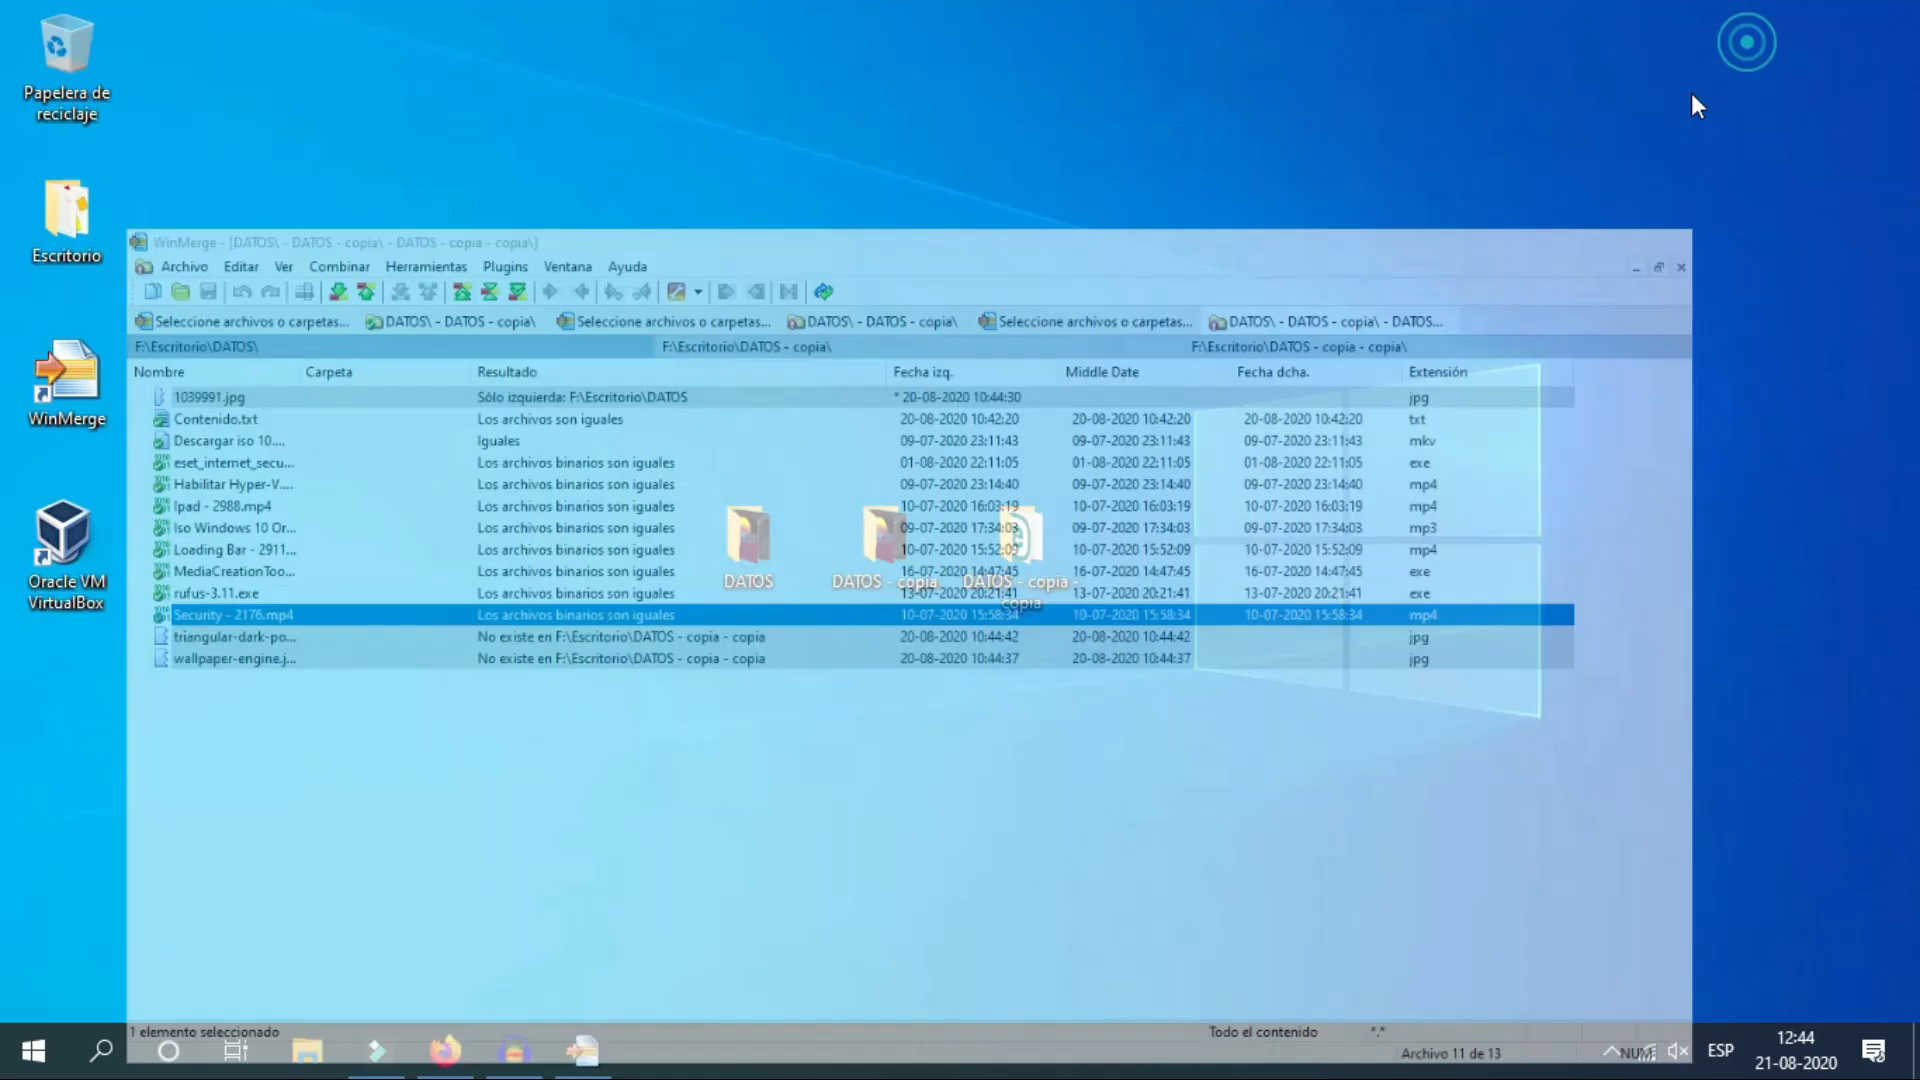 Papelera de
reciclaje
Escritorio
WinMerge
Oracle VM
VirtualBox
WinMerge - [DATOS\ - DATOS - copia\ - DATOS - copia - copia\]
Archivo Editar Ver Combinar Herramientas Plugins Ventana Ayuda
Seleccione archivos o carpetas... DATOS\ - DATOS - copia\ Seleccione archivos o carpetas... DATOS\ - DATOS - copia\ Seleccione archivos o carpetas... DATOS\ - DATOS - copia\ - DATOS...
F:\Escritorio\DATOS\ F:\Escritorio\DATOS - copia\ F:\Escritorio\DATOS - copia - copia\
Nombre Carpeta Resultado Fecha izq. Middle Date Fecha dcha. Extensión
1039991.jpg Sólo izquierda: F:\Escritorio\DATOS * 20-08-2020 10:44:30 jpg
Contenido.txt Los archivos son iguales 20-08-2020 10:42:20 20-08-2020 10:42:20 20-08-2020 10:42:20 txt
Descargar iso 10.... Iguales 09-07-2020 23:11:43 09-07-2020 23:11:43 09-07-2020 23:11:43 mkv
eset_internet_secu... Los archivos binarios son iguales 01-08-2020 22:11:05 01-08-2020 22:11:05 01-08-2020 22:11:05 exe
Habilitar Hyper-V.... Los archivos binarios son iguales 09-07-2020 23:14:40 09-07-2020 23:14:40 09-07-2020 23:14:40 mp4
Ipad - 2988.mp4 Los archivos binarios son iguales 10-07-2020 16:03:19 10-07-2020 16:03:19 10-07-2020 16:03:19 mp4
Iso Windows 10 Or... Los archivos binarios son iguales 09-07-2020 17:34:03 09-07-2020 17:34:03 09-07-2020 17:34:03 mp3
Loading Bar - 2911... Los archivos binarios son iguales 10-07-2020 15:52:09 10-07-2020 15:52:09 10-07-2020 15:52:09 mp4
MediaCreationToo... Los archivos binarios son iguales 16-07-2020 14:47:45 16-07-2020 14:47:45 16-07-2020 14:47:45 exe
rufus-3.11.exe Los archivos binarios son iguales 13-07-2020 20:21:41 13-07-2020 20:21:41 13-07-2020 20:21:41 exe
Security - 2176.mp4 Los archivos binarios son iguales 10-07-2020 15:58:34 10-07-2020 15:58:34 10-07-2020 15:58:34 mp4
triangular-dark-po... No existe en F:\Escritorio\DATOS - copia - copia 20-08-2020 10:44:42 20-08-2020 10:44:42 jpg
wallpaper-engine.j... No existe en F:\Escritorio\DATOS - copia - copia 20-08-2020 10:44:37 20-08-2020 10:44:37 jpg
DATOS
DATOS - copia
DATOS - copia -
copia
1 elemento seleccionado Todo el contenido *.*
Archivo 11 de 13 NUM
ESP
12:44
21-08-2020